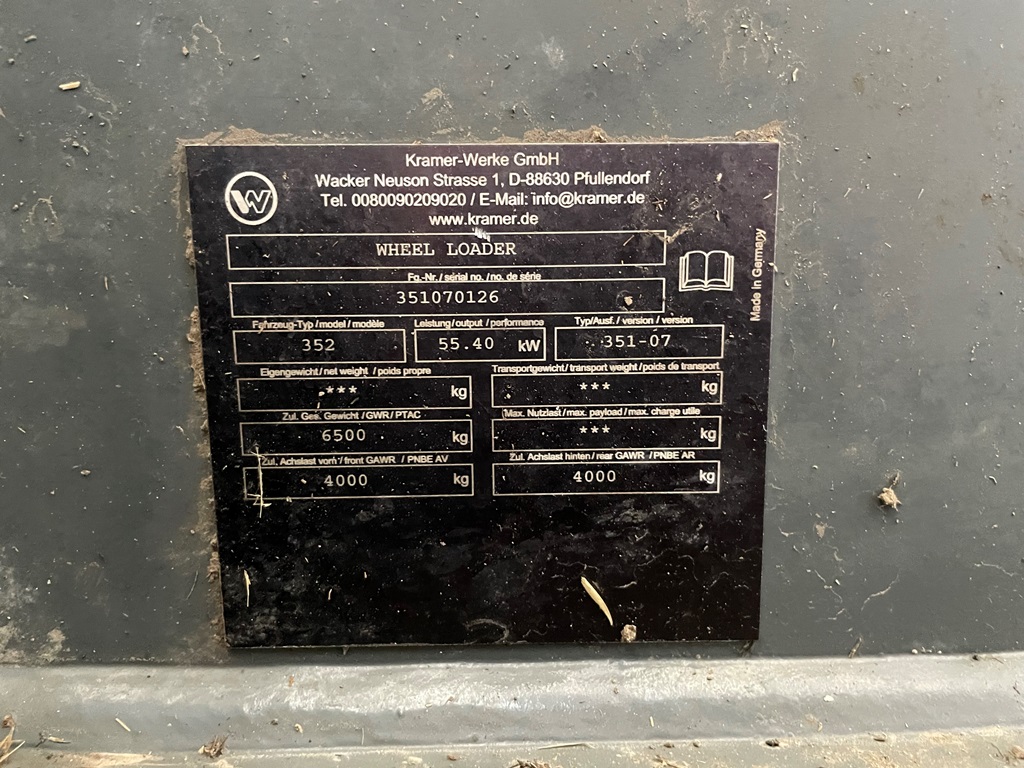 Kramer-Werke GmbH
Wacker Neuson Strasse 1, D-88630 Pfullendorf
Tel. 0080090209020 / E-Mail: info@kramer.de
www.kramer.de
W
WHEEL LOADER
Fg.-Nr. / serial no. / no. de série
351070126
Made in Germany
Fahrzeug-Typ / model / modèle Leistung / output / performance Typ/Ausf. / version / version
352 55.40 kW 351-07
Eigengewicht / net weight / poids propre Transportgewicht / transport weight / poids de transport
*** kg *** kg
Zul. Ges. Gewicht / GWR / PTAC Max. Nutzlast / max. payload / max. charge utile
6500 kg *** kg
Zul. Achslast vorn / front GAWR / PNBE AV Zul. Achslast hinten / rear GAWR / PNBE AR
4000 kg 4000 kg